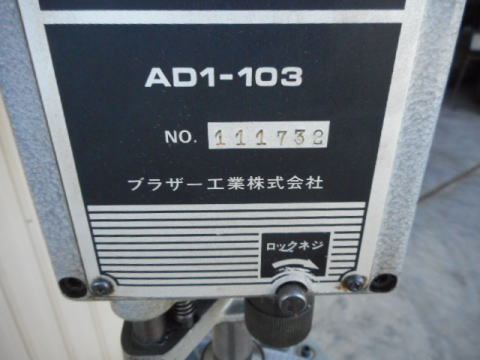 AD1-103
NO. 111732
ブラザー工業株式会社
ロックネジ